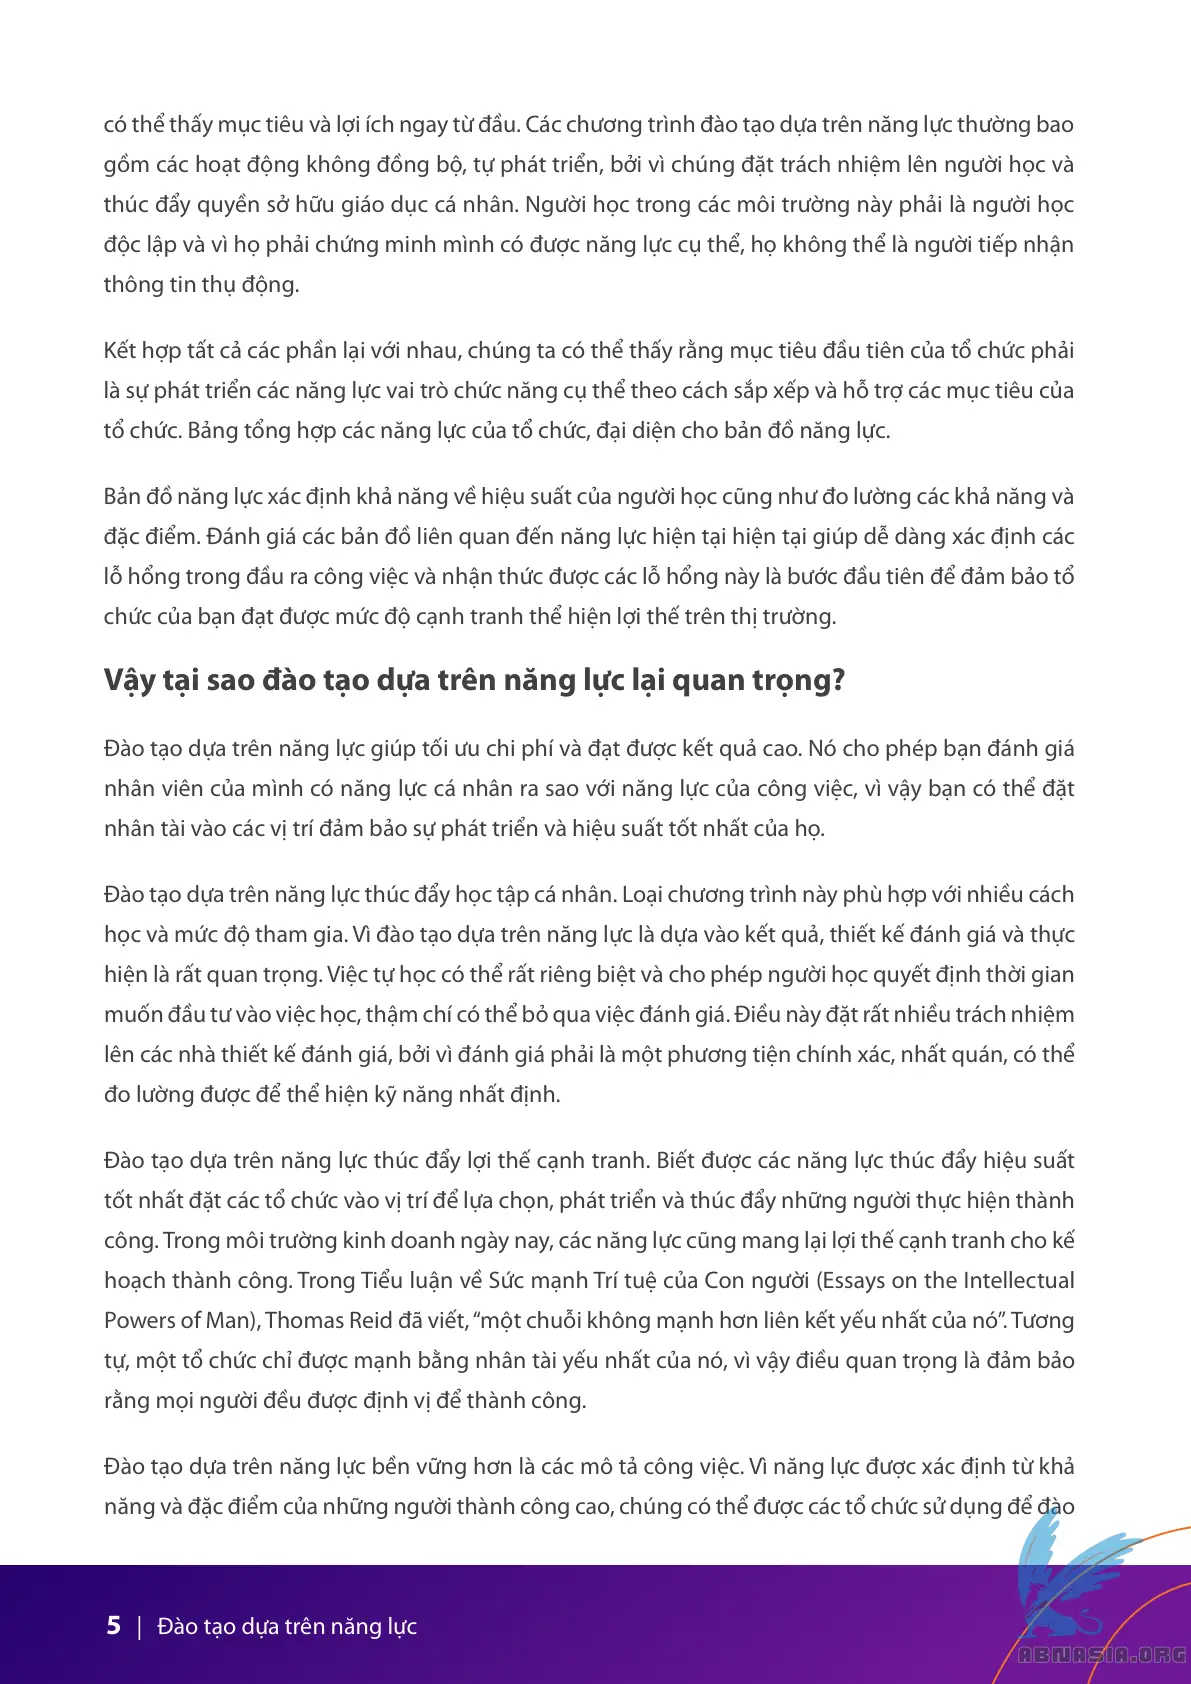 có thể thấy mục tiêu và lợi ích ngay từ đầu. Các chương trình đào tạo dựa trên năng lực thường bao
gồm các hoạt động không đồng bộ, tự phát triển, bởi vì chúng đặt trách nhiệm lên người học và
thúc đẩy quyền sở hữu giáo dục cá nhân. Người học trong các môi trường này phải là người học
độc lập và vì họ phải chứng minh mình có được năng lực cụ thể, họ không thể là người tiếp nhận
thông tin thụ động.
Kết hợp tất cả các phần lại với nhau, chúng ta có thể thấy rằng mục tiêu đầu tiên của tổ chức phải
là sự phát triển các năng lực vai trò chức năng cụ thể theo cách sắp xếp và hỗ trợ các mục tiêu của
tổ chức. Bảng tổng hợp các năng lực của tổ chức, đại diện cho bản đồ năng lực.
Bản đồ năng lực xác định khả năng về hiệu suất của người học cũng như đo lường các khả năng và
đặc điểm. Đánh giá các bản đồ liên quan đến năng lực hiện tại hiện tại giúp dễ dàng xác định các
lỗ hổng trong đầu ra công việc và nhận thức được các lỗ hổng này là bước đầu tiên để đảm bảo tổ
chức của bạn đạt được mức độ cạnh tranh thể hiện lợi thế trên thị trường.
Vậy tại sao đào tạo dựa trên năng lực lại quan trọng?
Đào tạo dựa trên năng lực giúp tối ưu chi phí và đạt được kết quả cao. Nó cho phép bạn đánh giá
nhân viên của mình có năng lực cá nhân ra sao với năng lực của công việc, vì vậy bạn có thể đặt
nhân tài vào các vị trí đảm bảo sự phát triển và hiệu suất tốt nhất của họ.
Đào tạo dựa trên năng lực thúc đẩy học tập cá nhân. Loại chương trình này phù hợp với nhiều cách
học và mức độ tham gia. Vì đào tạo dựa trên năng lực là dựa vào kết quả, thiết kế đánh giá và thực
hiện là rất quan trọng. Việc tự học có thể rất riêng biệt và cho phép người học quyết định thời gian
muốn đầu tư vào việc học, thậm chí có thể bỏ qua việc đánh giá. Điều này đặt rất nhiều trách nhiệm
lên các nhà thiết kế đánh giá, bởi vì đánh giá phải là một phương tiện chính xác, nhất quán, có thể
đo lường được để thể hiện kỹ năng nhất định.
Đào tạo dựa trên năng lực thúc đẩy lợi thế cạnh tranh. Biết được các năng lực thúc đẩy hiệu suất
tốt nhất đặt các tổ chức vào vị trí để lựa chọn, phát triển và thúc đẩy những người thực hiện thành
công. Trong môi trường kinh doanh ngày nay, các năng lực cũng mang lại lợi thế cạnh tranh cho kế
hoạch thành công. Trong Tiểu luận về Sức mạnh Trí tuệ của Con người (Essays on the Intellectual
Powers of Man), Thomas Reid đã viết, “một chuỗi không mạnh hơn liên kết yếu nhất của nó”. Tương
tự, một tổ chức chỉ được mạnh bằng nhân tài yếu nhất của nó, vì vậy điều quan trọng là đảm bảo
rằng mọi người đều được định vị để thành công.
Đào tạo dựa trên năng lực bền vững hơn là các mô tả công việc. Vì năng lực được xác định từ khả
năng và đặc điểm của những người thành công cao, chúng có thể được các tổ chức sử dụng để đào
5 | Đào tạo dựa trên năng lực
ABNASIA.ORG